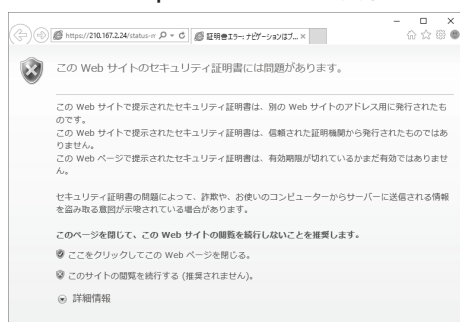 https://210.167.2.24/status-r
証明書エラー: ナビゲーションはブ...
この Web サイトのセキュリティ証明書には問題があります。
この Web サイトで提示されたセキュリティ証明書は、別の Web サイトのアドレス用に発行されたも
のです。
この Web サイトで提示されたセキュリティ証明書は、信頼された証明機関から発行されたものではあ
りません。
この Web ページで提示されたセキュリティ証明書は、有効期限が切れているかまだ有効ではありませ
ん。
セキュリティ証明書の問題によって、詐欺や、お使いのコンピューターからサーバーに送信される情報
を盗み取る意図が示唆されている場合があります。
このページを閉じて、この Web サイトの閲覧を続行しないことを推奨します。
ここをクリックしてこの Web ページを閉じる。
このサイトの閲覧を続行する (推奨されません)。
詳細情報